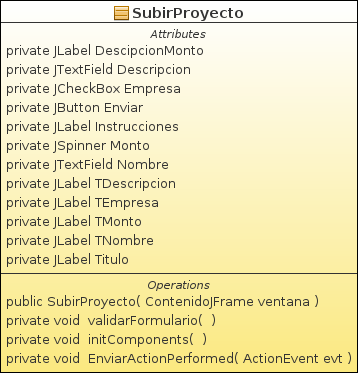 SubirProyecto
Attributes
private JLabel DescipcionMonto
private JTextField Descripcion
private JCheckBox Empresa
private JButton Enviar
private JLabel Instrucciones
private JSpinner Monto
private JTextField Nombre
private JLabel TDescripcion
private JLabel TEmpresa
private JLabel TMonto
private JLabel TNombre
private JLabel Titulo
Operations
public SubirProyecto( ContenidoJFrame ventana )
private void  validarFormulario(  )
private void  initComponents(  )
private void  EnviarActionPerformed( ActionEvent evt )